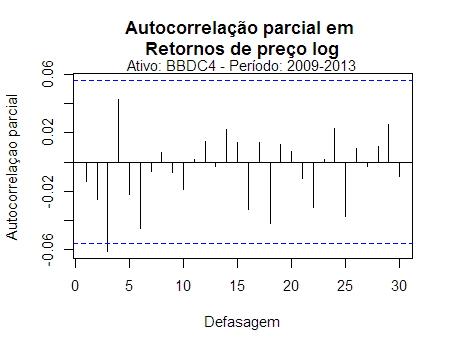 Autocorrelação parcial em
Retornos de preço log
Ativo: BBDC4 - Período: 2009-2013
Autocorrelaçao parcial
0.06
0.02
-0.02
-0.06
0 5 10 15 20 25 30
Defasagem